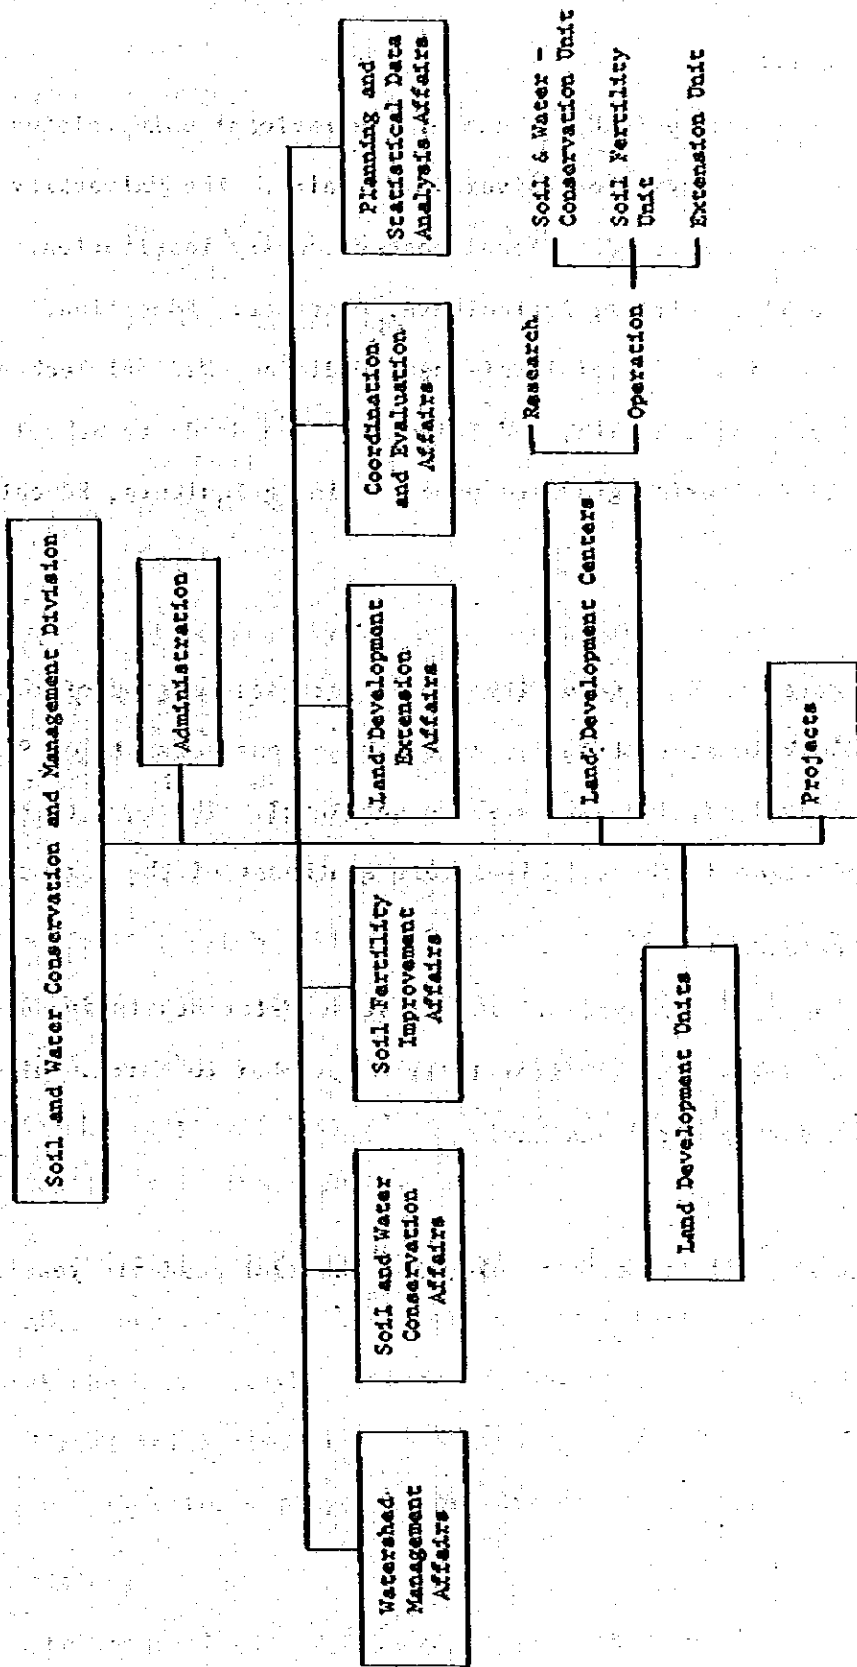 Soil and Water Conservation and Management Division
Administration
Watershed
Management
Affairs
Soil and Water
Conservation
Affairs
Soil Fertility
Improvement
Affairs
Land Development
Extension
Affairs
Coordination
and Evaluation
Affairs
Planning and
Statistical Data
Analysis Affairs
Land Development Centers
Research
Operation
Soil & Water -
Conservation Unit
Soil Fertility
Unit
Extension Unit
Land Development Units
Projects